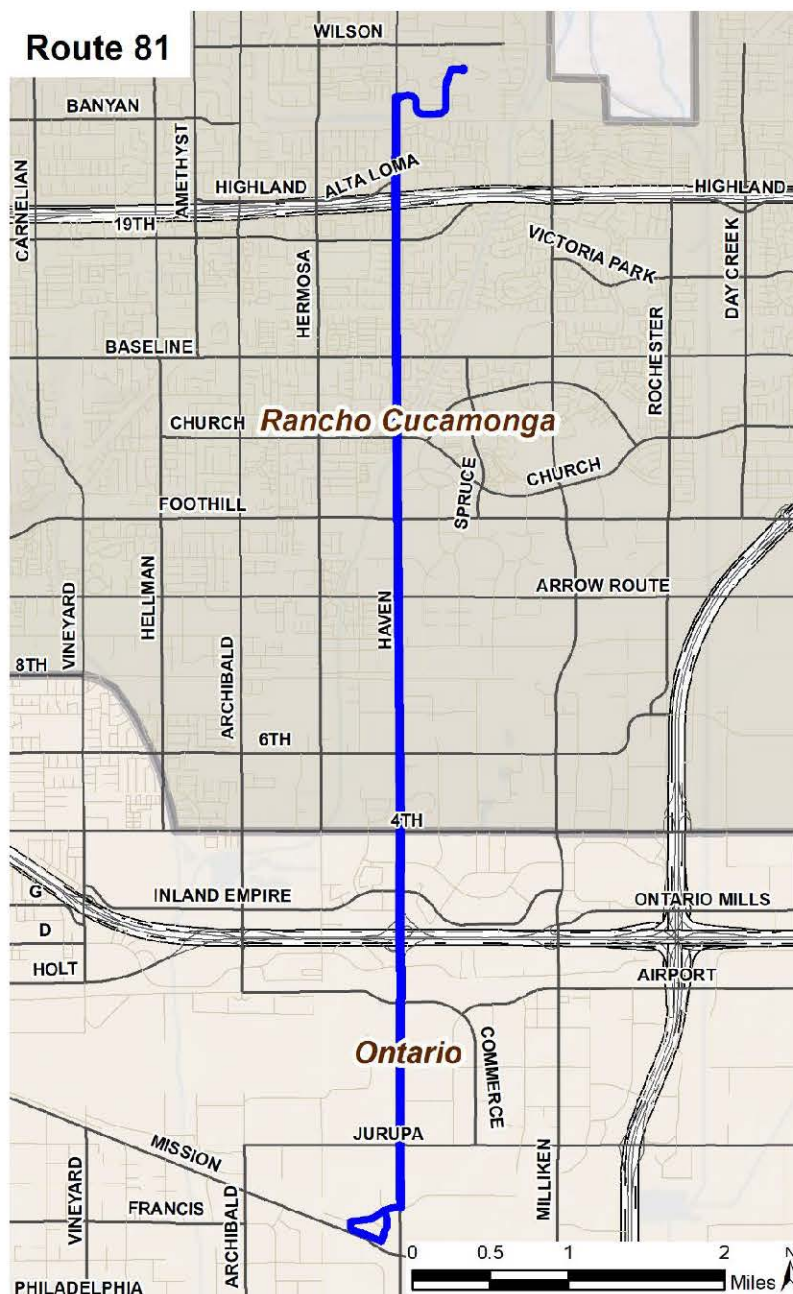 Route 81
WILSON
BANYAN
CARNELIAN
AMETHYST
HIGHLAND
ALTA LOMA
HIGHLAND
19TH
HERMOSA
VICTORIA PARK
DAY CREEK
ROCHESTER
BASELINE
CHURCH
Rancho Cucamonga
SPRUCE
CHURCH
FOOTHILL
VINEYARD
HELLMAN
HAVEN
ARROW ROUTE
ARCHIBALD
8TH
6TH
4TH
G
INLAND EMPIRE
ONTARIO MILLS
D
HOLT
AIRPORT
COMMERCE
Ontario
JURUPA
MISSION
VINEYARD
ARCHIBALD
MILLIKEN
FRANCIS
PHILADELPHIA
0 0.5 1 2
Miles
N